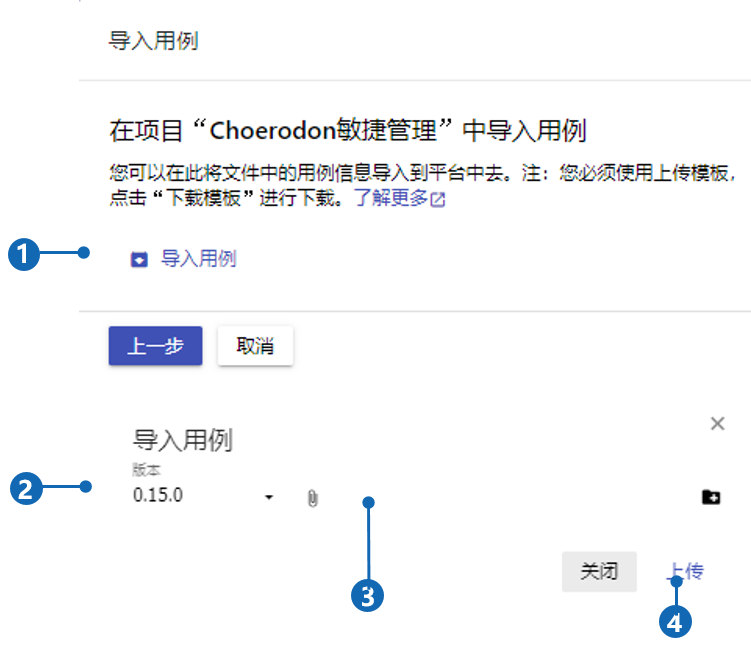 导入用例
在项目“Choerodon敏捷管理”中导入用例
您可以在此将文件中的用例信息导入到平台中去。注：您必须使用上传模板，
点击“下载模板”进行下载。了解更多
1
导入用例
上一步 取消
导入用例
版本
2
0.15.0
关闭 上传
3
4